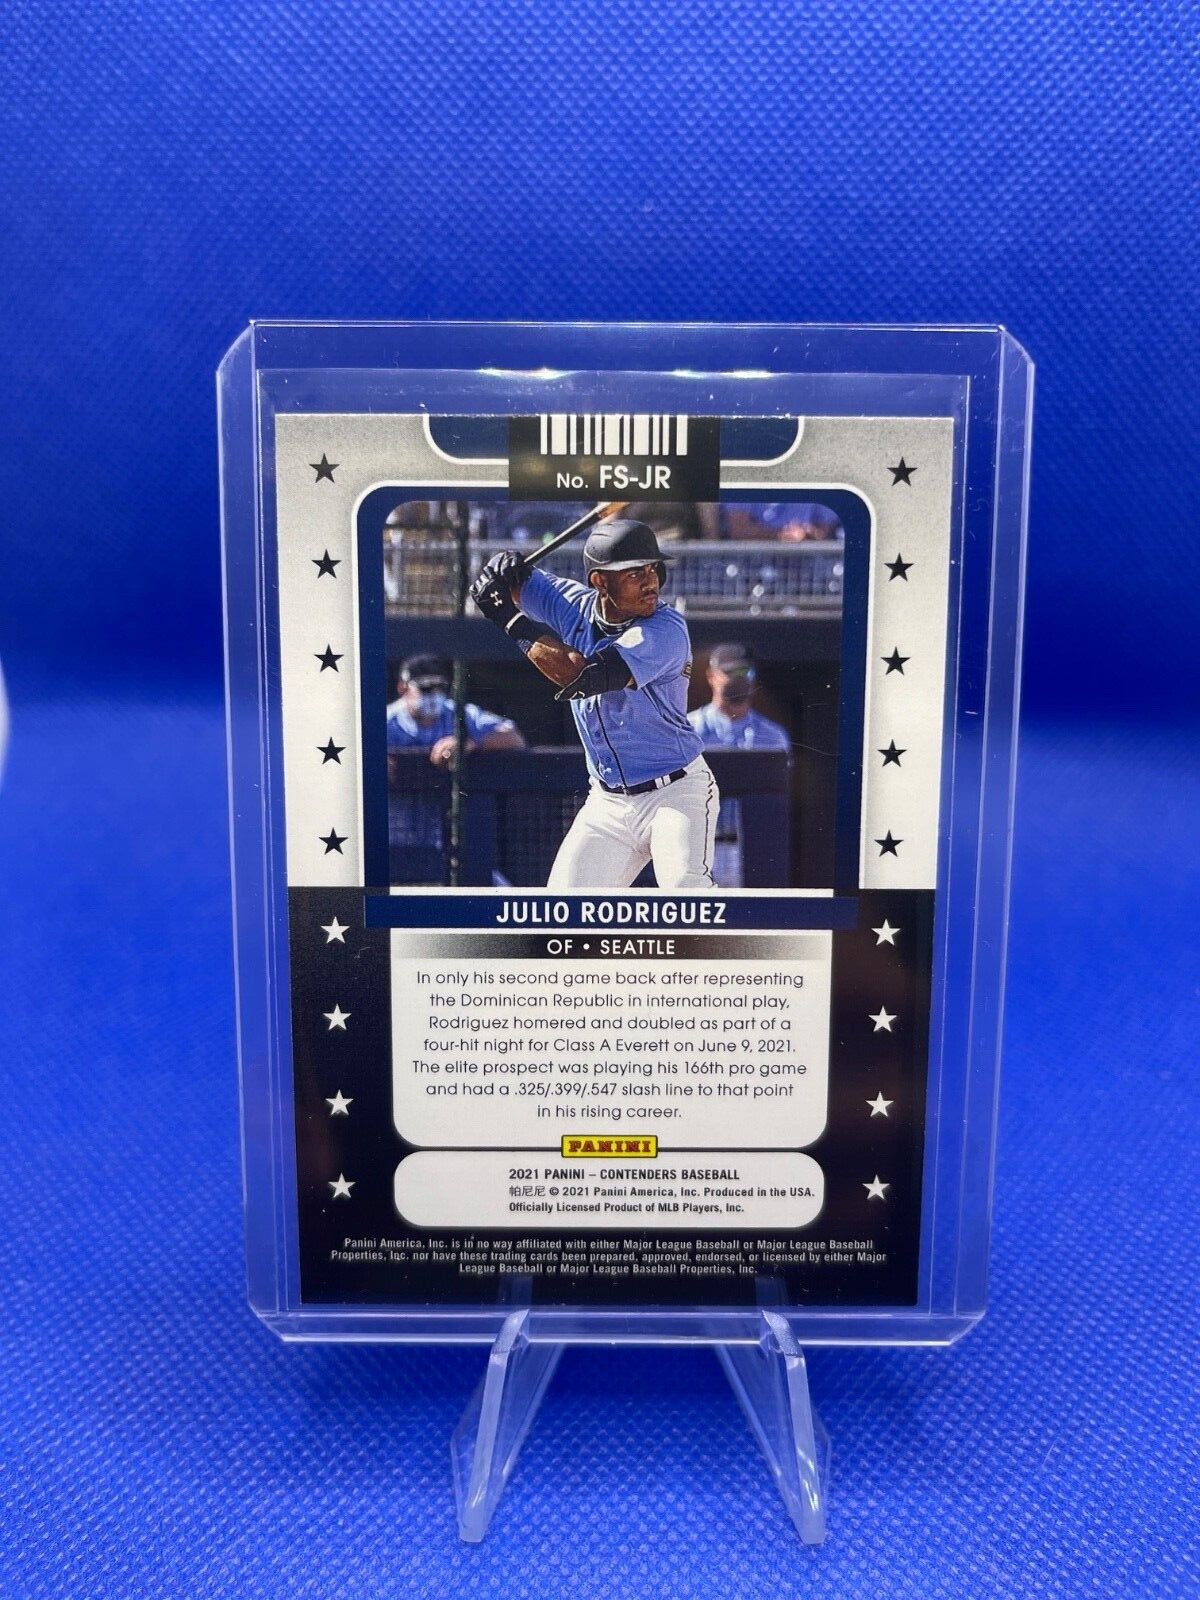 No. FS-JR
JULIO RODRIGUEZ
OF • SEATTLE
In only his second game back after representing
the Dominican Republic in international play,
Rodriguez homered and doubled as part of a
four-hit night for Class A Everett on June 9, 2021.
The elite prospect was playing his 166th pro game
and had a .325/.399/.547 slash line to that point
in his rising career.
PANINI
2021 PANINI – CONTENDERS BASEBALL
帕尼尼 © 2021 Panini America, Inc. Produced in the USA.
Officially Licensed Product of MLB Players, Inc.
Panini America, Inc. is in no way affiliated with either Major League Baseball or Major League Baseball
Properties, Inc. nor have these trading cards been prepared, approved, endorsed, or licensed by either Major
League Baseball or Major League Baseball Properties, Inc.